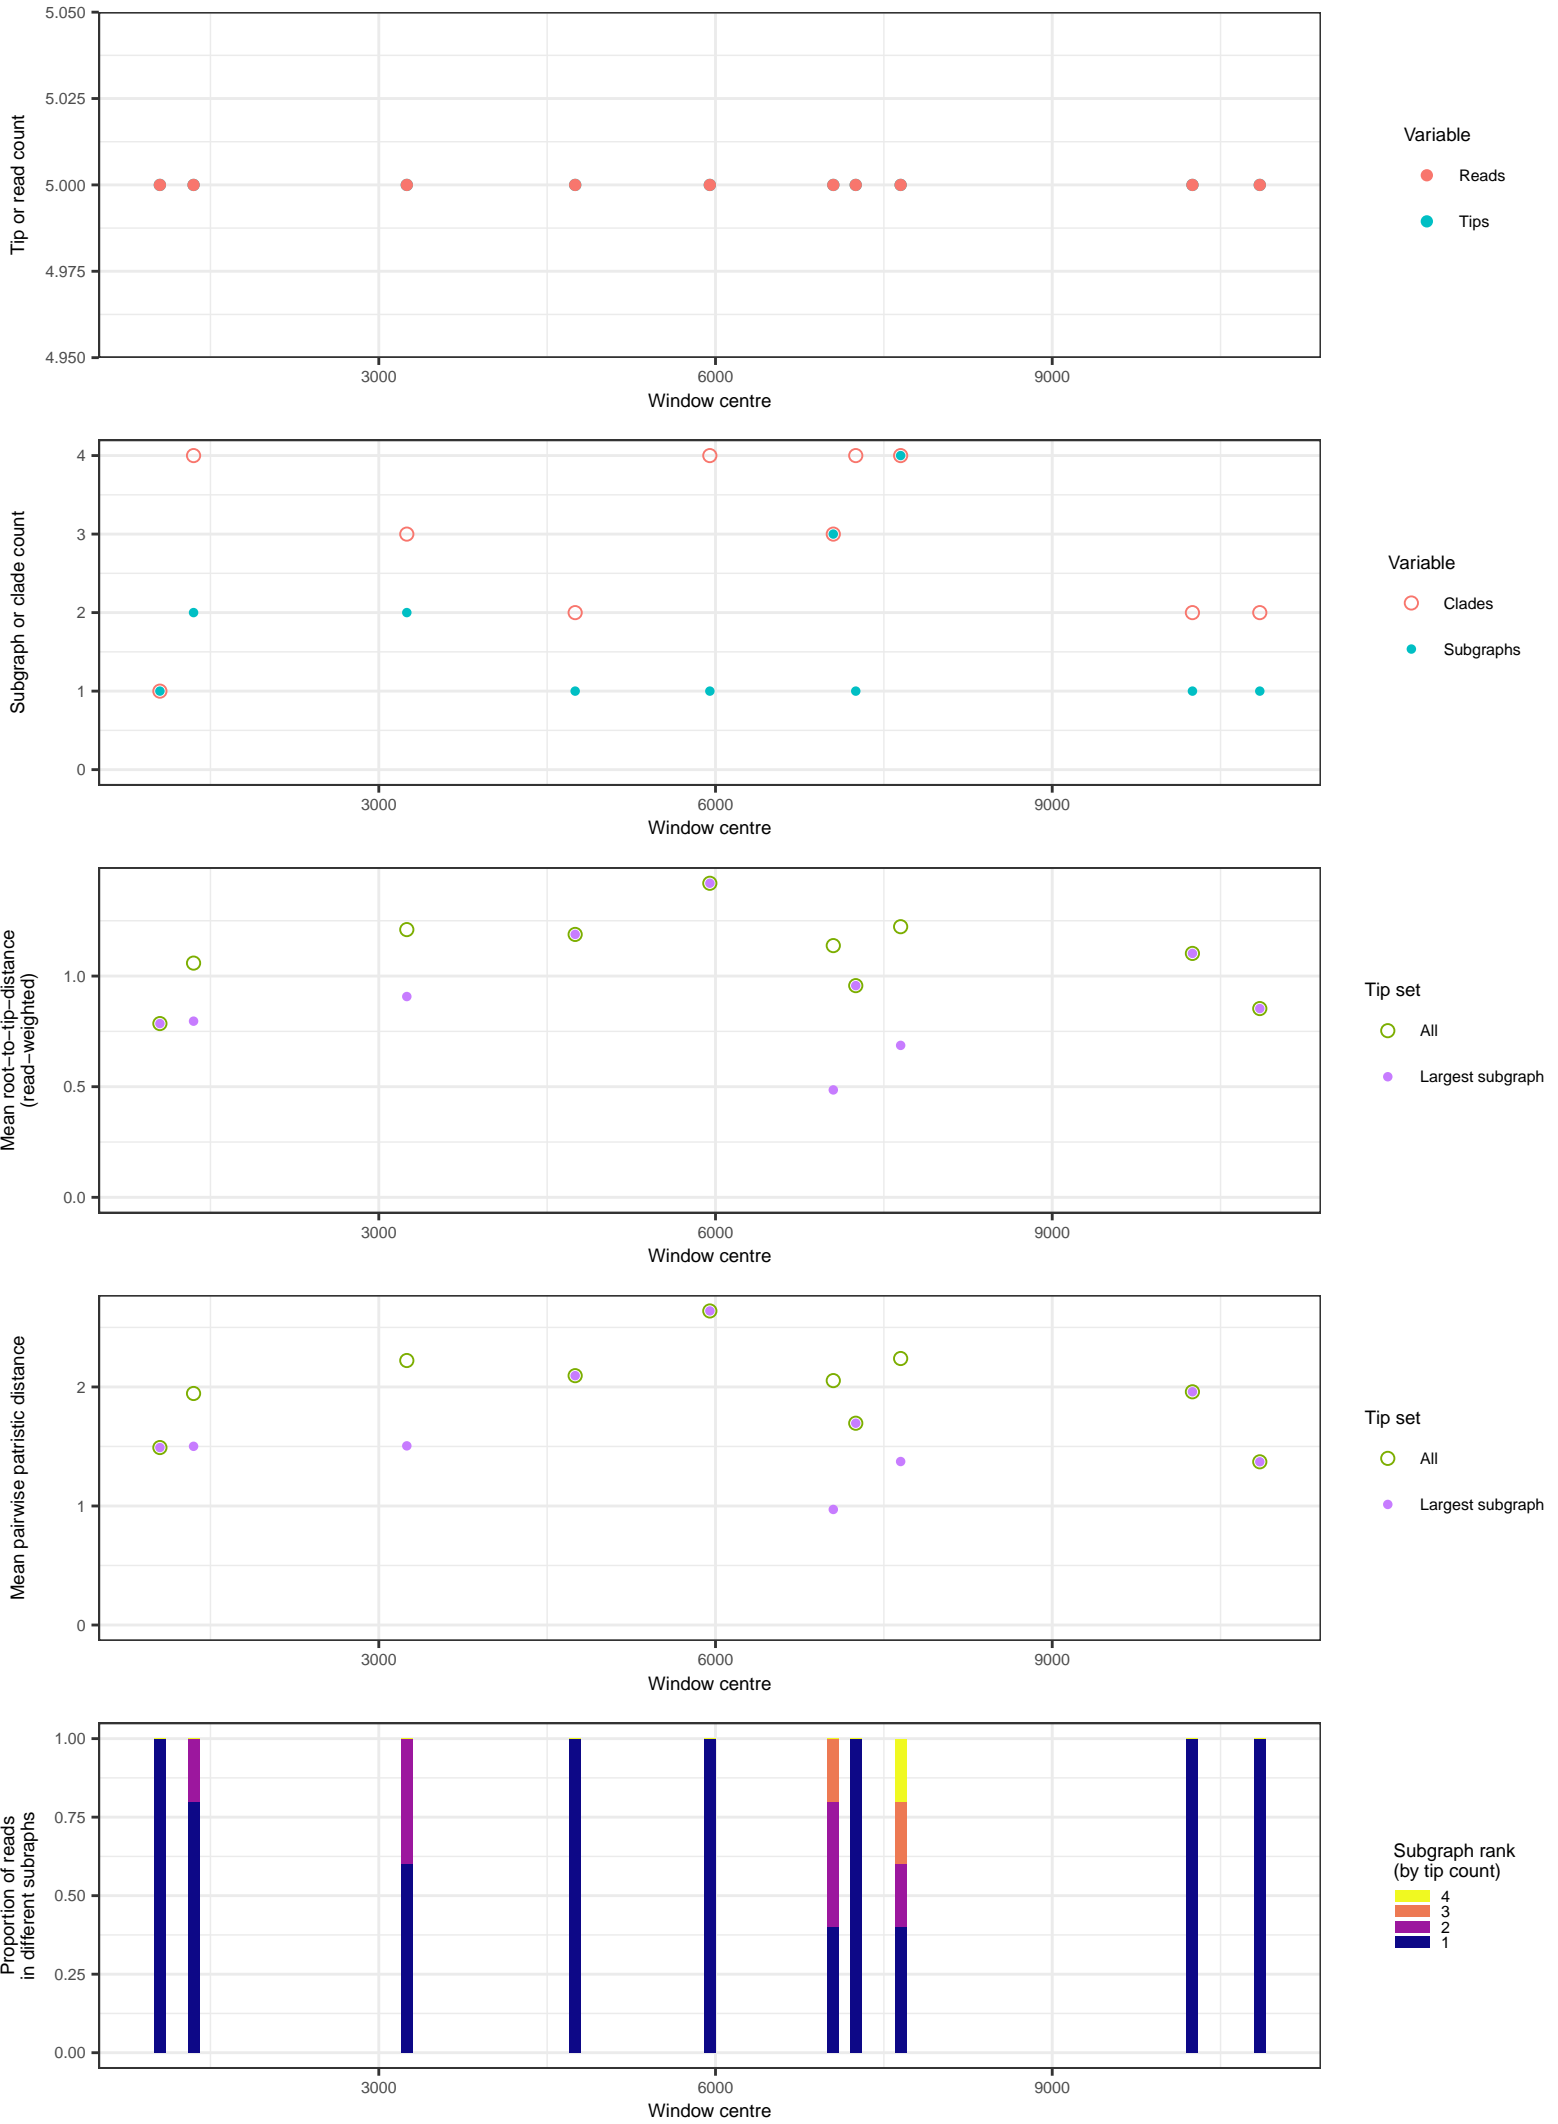 5.050
5.025
5.000
4.975
4.950
Tip or read count
3000 6000 9000
Window centre
Variable
Reads
Tips
4
3
2
1
0
Subgraph or clade count
3000 6000 9000
Window centre
Variable
Clades
Subgraphs
1.0
0.5
0.0
Mean root−to−tip−distance
(read−weighted)
3000 6000 9000
Window centre
Tip set
All
Largest subgraph
2
1
0
Mean pairwise patristic distance
3000 6000 9000
Window centre
Tip set
All
Largest subgraph
1.00
0.75
0.50
0.25
0.00
Proportion of reads
in different subraphs
3000 6000 9000
Window centre
Subgraph rank
(by tip count)
4
3
2
1